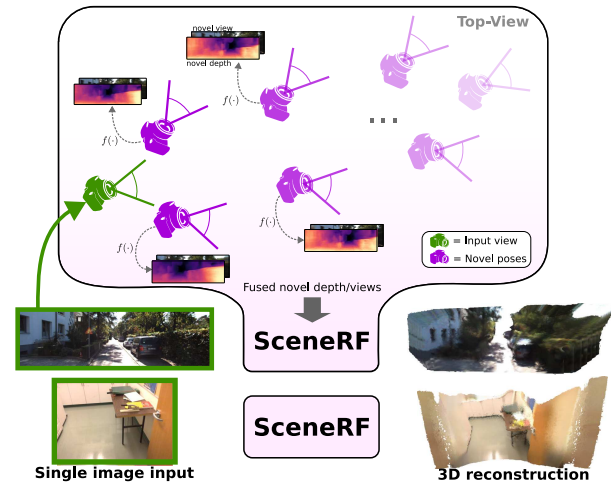 Top-View
novel view
novel depth
f(·)
f(·)
f(·)
f(·)
...
= Input view
= Novel poses
Fused novel depth/views
SceneRF
SceneRF
Single image input
3D reconstruction